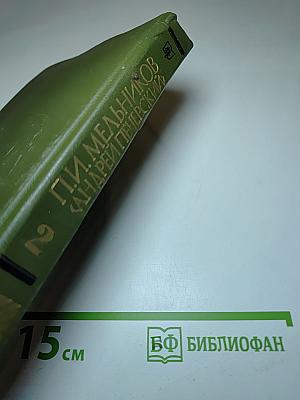 П.И. МЕЛЬНИКОВ
(АНДРЕЙ ПЕЧЕРСКИЙ)
2
15 см
БФ БИБЛИОФАН